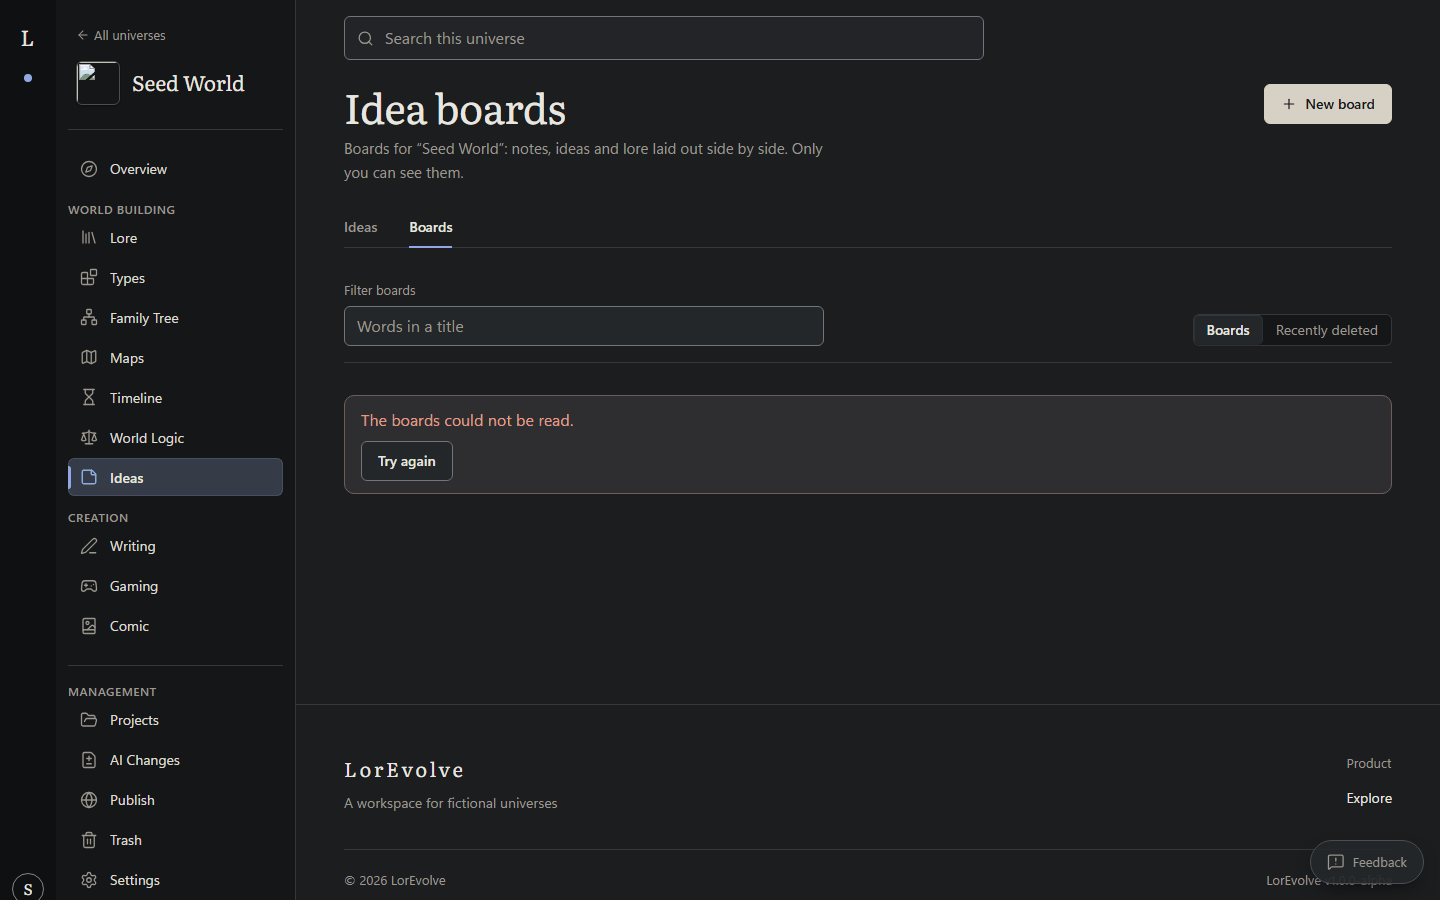 L
← All universes
Seed World
Overview
WORLD BUILDING
Lore
Types
Family Tree
Maps
Timeline
World Logic
Ideas
CREATION
Writing
Gaming
Comic
MANAGEMENT
Projects
AI Changes
Publish
Trash
Settings
S
Search this universe
Idea boards
+ New board
Boards for “Seed World”: notes, ideas and lore laid out side by side. Only
you can see them.
Ideas
Boards
Filter boards
Words in a title
Boards
Recently deleted
The boards could not be read.
Try again
LorEvolve
A workspace for fictional universes
Product
Explore
Feedback
© 2026 LorEvolve
LorEvolve v1.0.0-alpha